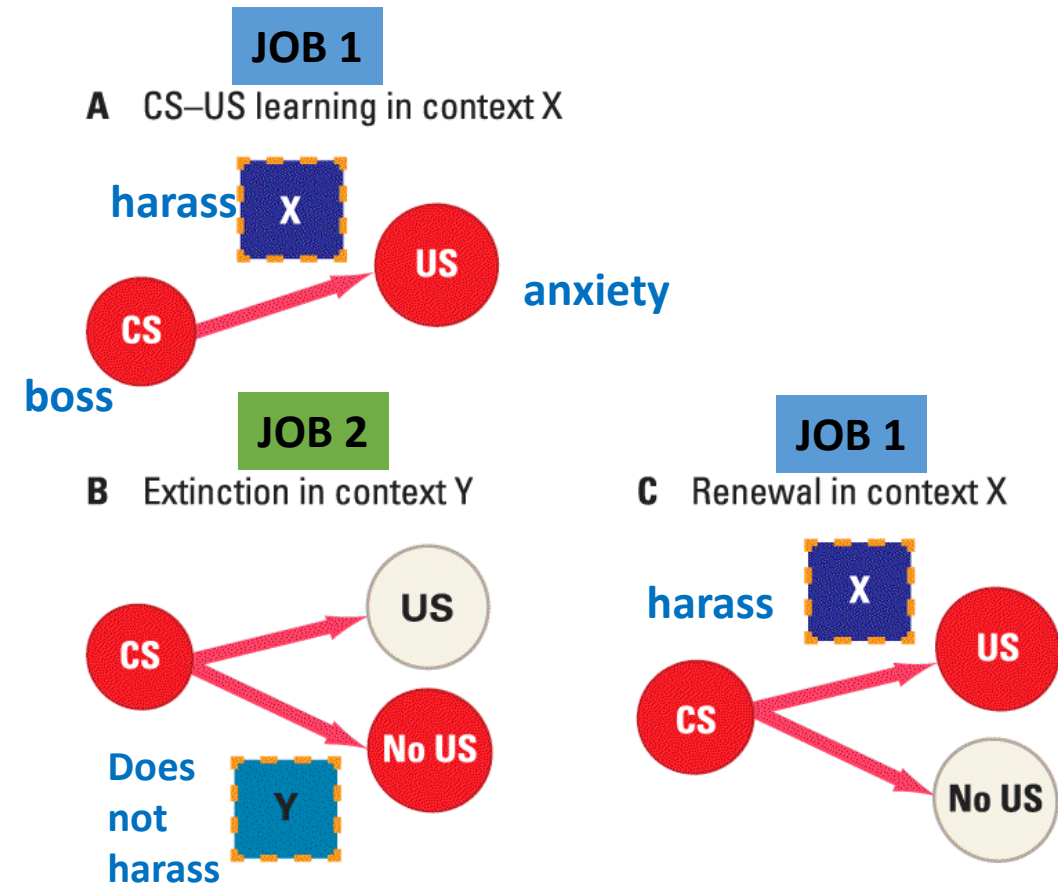 JOB 1
A CS–US learning in context X
harass
X
US
anxiety
CS
boss
JOB 2
B Extinction in context Y
US
CS
No US
Does
not
harass
Y
JOB 1
C Renewal in context X
harass
X
US
CS
No US